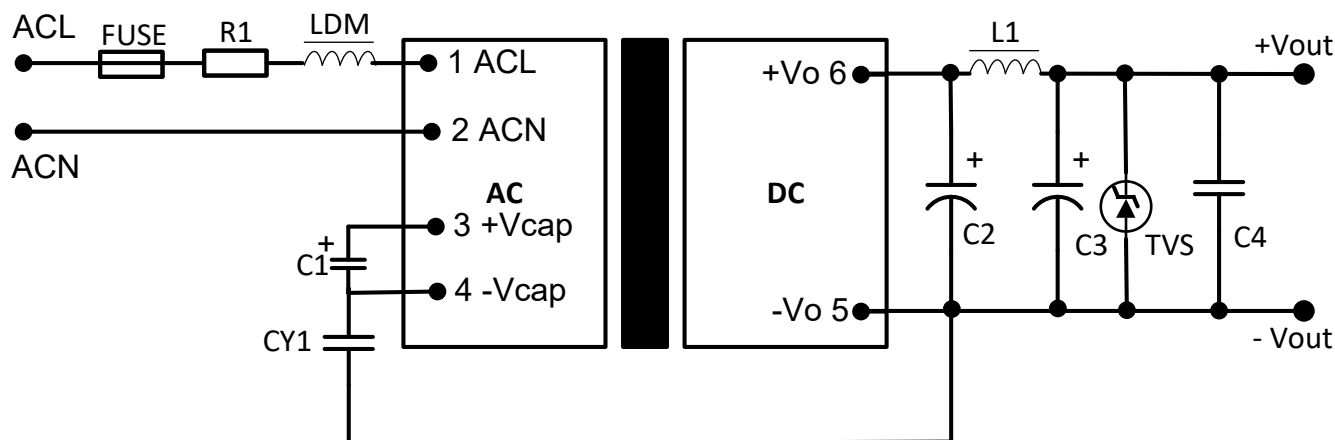 ACL
FUSE
R1
LDM
1 ACL
2 ACN
ACN
AC
3 +Vcap
+
C1
4 -Vcap
CY1
+Vo 6
DC
-Vo 5
L1
+Vout
+
C2
+
C3
TVS
C4
- Vout